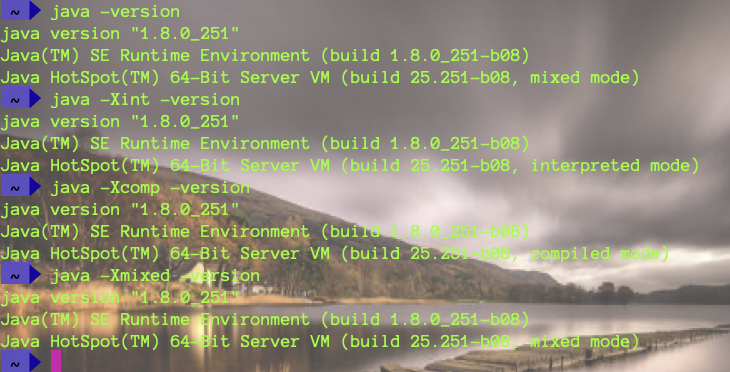 ~ java -version
java version "1.8.0_251"
Java(TM) SE Runtime Environment (build 1.8.0_251-b08)
Java HotSpot(TM) 64-Bit Server VM (build 25.251-b08, mixed mode)
~ java -Xint -version
java version "1.8.0_251"
Java(TM) SE Runtime Environment (build 1.8.0_251-b08)
Java HotSpot(TM) 64-Bit Server VM (build 25.251-b08, interpreted mode)
~ java -Xcomp -version
java version "1.8.0_251"
Java(TM) SE Runtime Environment (build 1.8.0_251-b08)
Java HotSpot(TM) 64-Bit Server VM (build 25.251-b08, compiled mode)
~ java -Xmixed -version
java version "1.8.0_251"
Java(TM) SE Runtime Environment (build 1.8.0_251-b08)
Java HotSpot(TM) 64-Bit Server VM (build 25.251-b08, mixed mode)
~